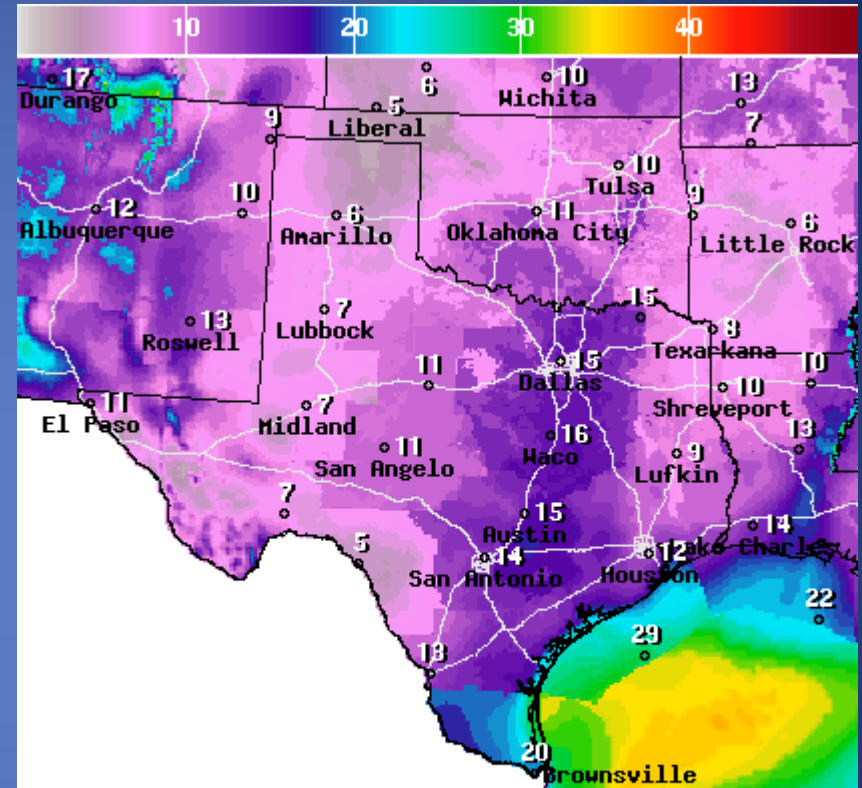 10 20 30 40
17
Durango
6
10
Wichita
13
5
Liberal
9
7
10
Tulsa
12
Albuquerque
10
6
Amarillo
11
Oklahoma City
9
6
Little Rock
13
Roswell
7
Lubbock
15
8
Texarkana
11
15
Dallas
10
Shreveport
10
11
El Paso
7
Midland
11
San Angelo
16
Waco
9
Lufkin
13
7
15
Austin
14
Lake Charles
5
14
San Antonio
12
Houston
22
29
13
20
Brownsville